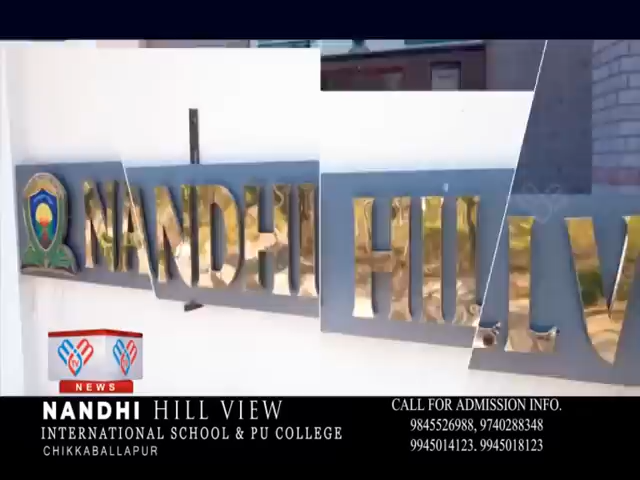 NANDHI HILL V
TV
NEWS
NANDHI HILL VIEW
INTERNATIONAL SCHOOL & PU COLLEGE
CHIKKABALLAPUR
CALL FOR ADMISSION INFO.
9845526988, 9740288348
9945014123, 9945018123